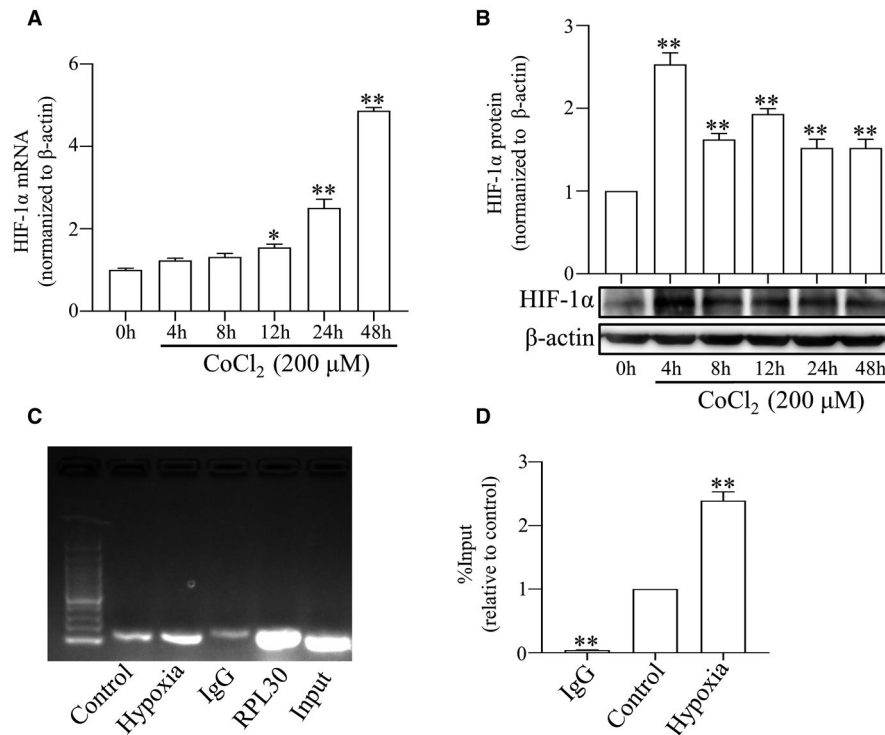 A
HIF-1α mRNA
(normanized to β-actin)
6
4
2
0
*
**
**
0h 4h 8h 12h 24h 48h
CoCl2 (200 μM)
B
HIF-1α protein
(normanized to β-actin)
3
2
1
0
**
**
**
**
**
HIF-1α
β-actin
0h 4h 8h 12h 24h 48h
CoCl2 (200 μM)
C
Control Hypoxia IgG RPL30 Input
D
%Input
(relative to control)
3
2
1
0
**
**
IgG Control Hypoxia